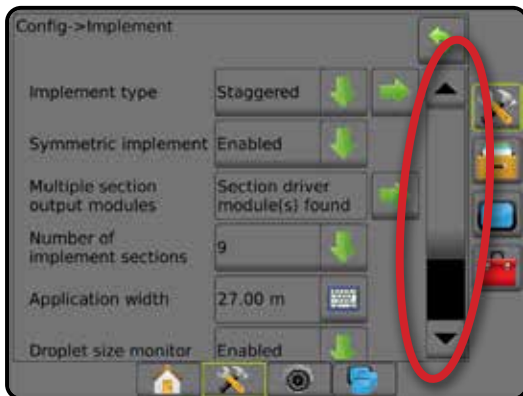 Config->Implement
Implement type Staggered
Symmetric implement Enabled
Multiple section output modules Section driver module(s) found
Number of implement sections 9
Application width 27.00 m
Droplet size monitor Enabled